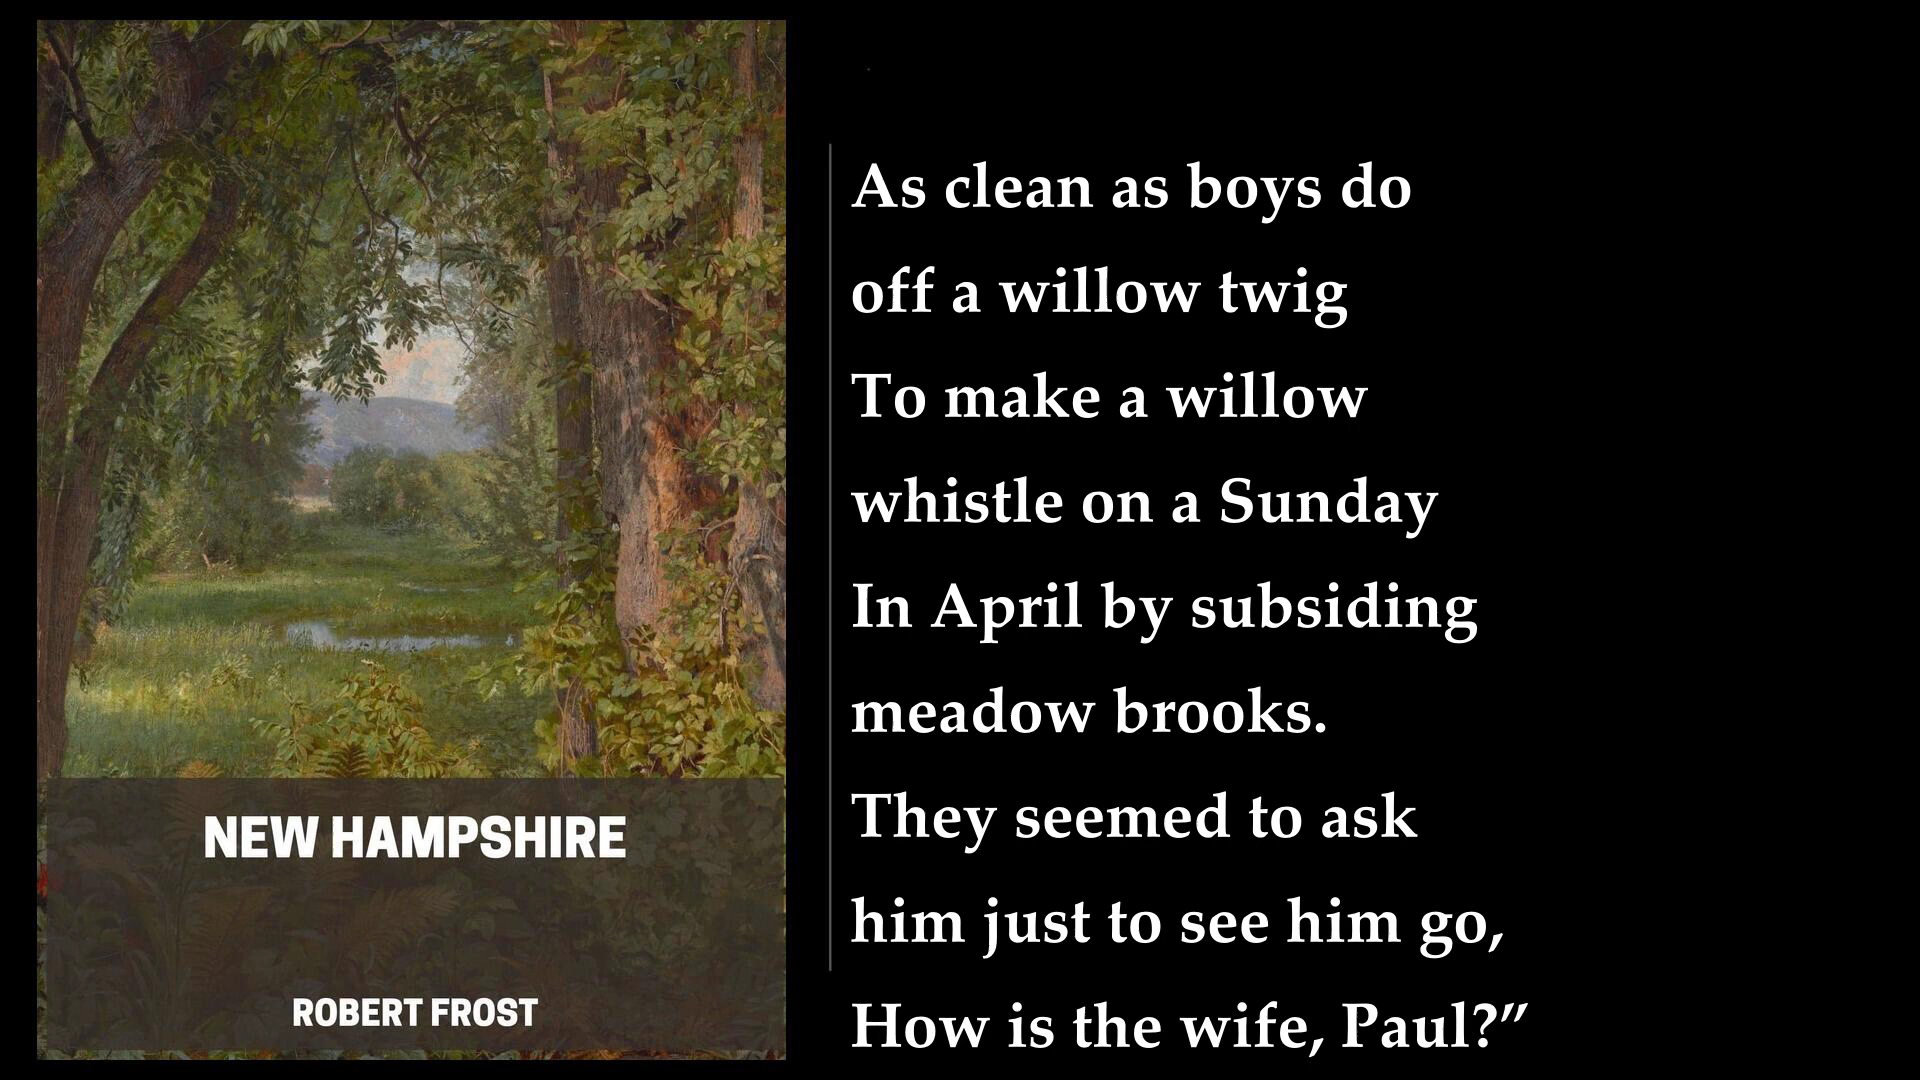 NEW HAMPSHIRE
ROBERT FROST
As clean as boys do
off a willow twig
To make a willow
whistle on a Sunday
In April by subsiding
meadow brooks.
They seemed to ask
him just to see him go,
How is the wife, Paul?”